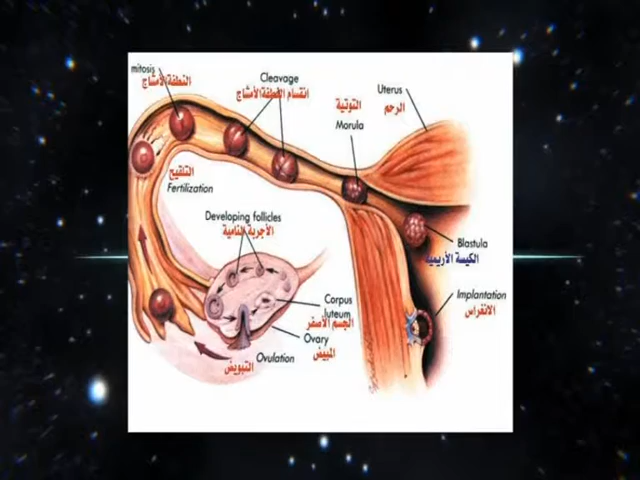 mitosis
النطفة الأمشاج
Cleavage
انقسام النطفة الأمشاج
Uterus
الرحم
التوتية
Morula
التلقيح
Fertilization
Developing follicles
الأجربة النامية
Blastula
الكيسة الأريمية
Implantation
الانغراس
Corpus
luteum
الجسم الأصفر
Ovary
المبيض
Ovulation
التبويض